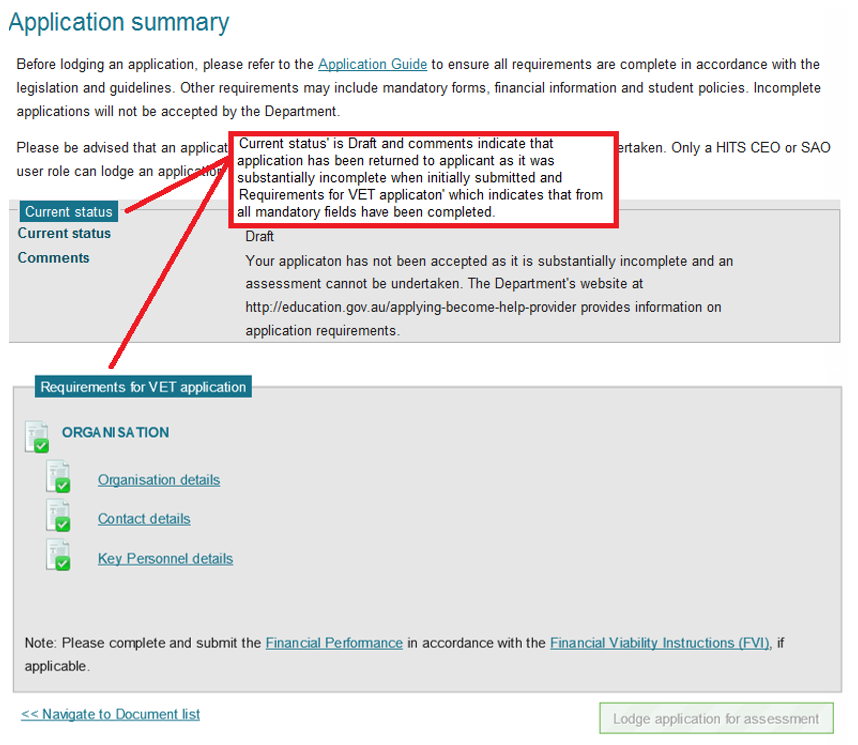 Application summary
Before lodging an application, please refer to the Application Guide to ensure all requirements are complete in accordance with the
legislation and guidelines. Other requirements may include mandatory forms, financial information and student policies. Incomplete
applications will not be accepted by the Department.
Please be advised that an applica ertaken. Only a HITS CEO or SAO
user role can lodge an application
Current status' is Draft and comments indicate that
application has been returned to applicant as it was
substantially incomplete when initially submitted and
Requirements for VET applicaton' which indicates that from
all mandatory fields have been completed.
Current status
Current status Draft
Comments Your applicaton has not been accepted as it is substantially incomplete and an
assessment cannot be undertaken. The Department's website at
http://education.gov.au/applying-become-help-provider provides information on
application requirements.
Requirements for VET application
ORGANISATION
Organisation details
Contact details
Key Personnel details
Note: Please complete and submit the Financial Performance in accordance with the Financial Viability Instructions (FVI), if
applicable.
<< Navigate to Document list
Lodge application for assessment